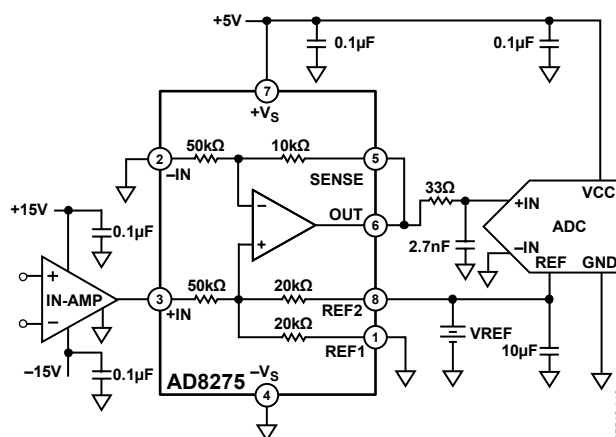 +5V
0.1µF
0.1µF
7
+VS
50kΩ
10kΩ
2
5
–IN
SENSE
–
+
OUT
6
33Ω
2.7nF
VCC
+IN
ADC
–IN
REF
GND
+15V
0.1µF
+
–
IN-AMP
3
+IN
50kΩ
20kΩ
8
REF2
20kΩ
REF1
1
VREF
10µF
–15V
0.1µF
AD8275
–VS
4